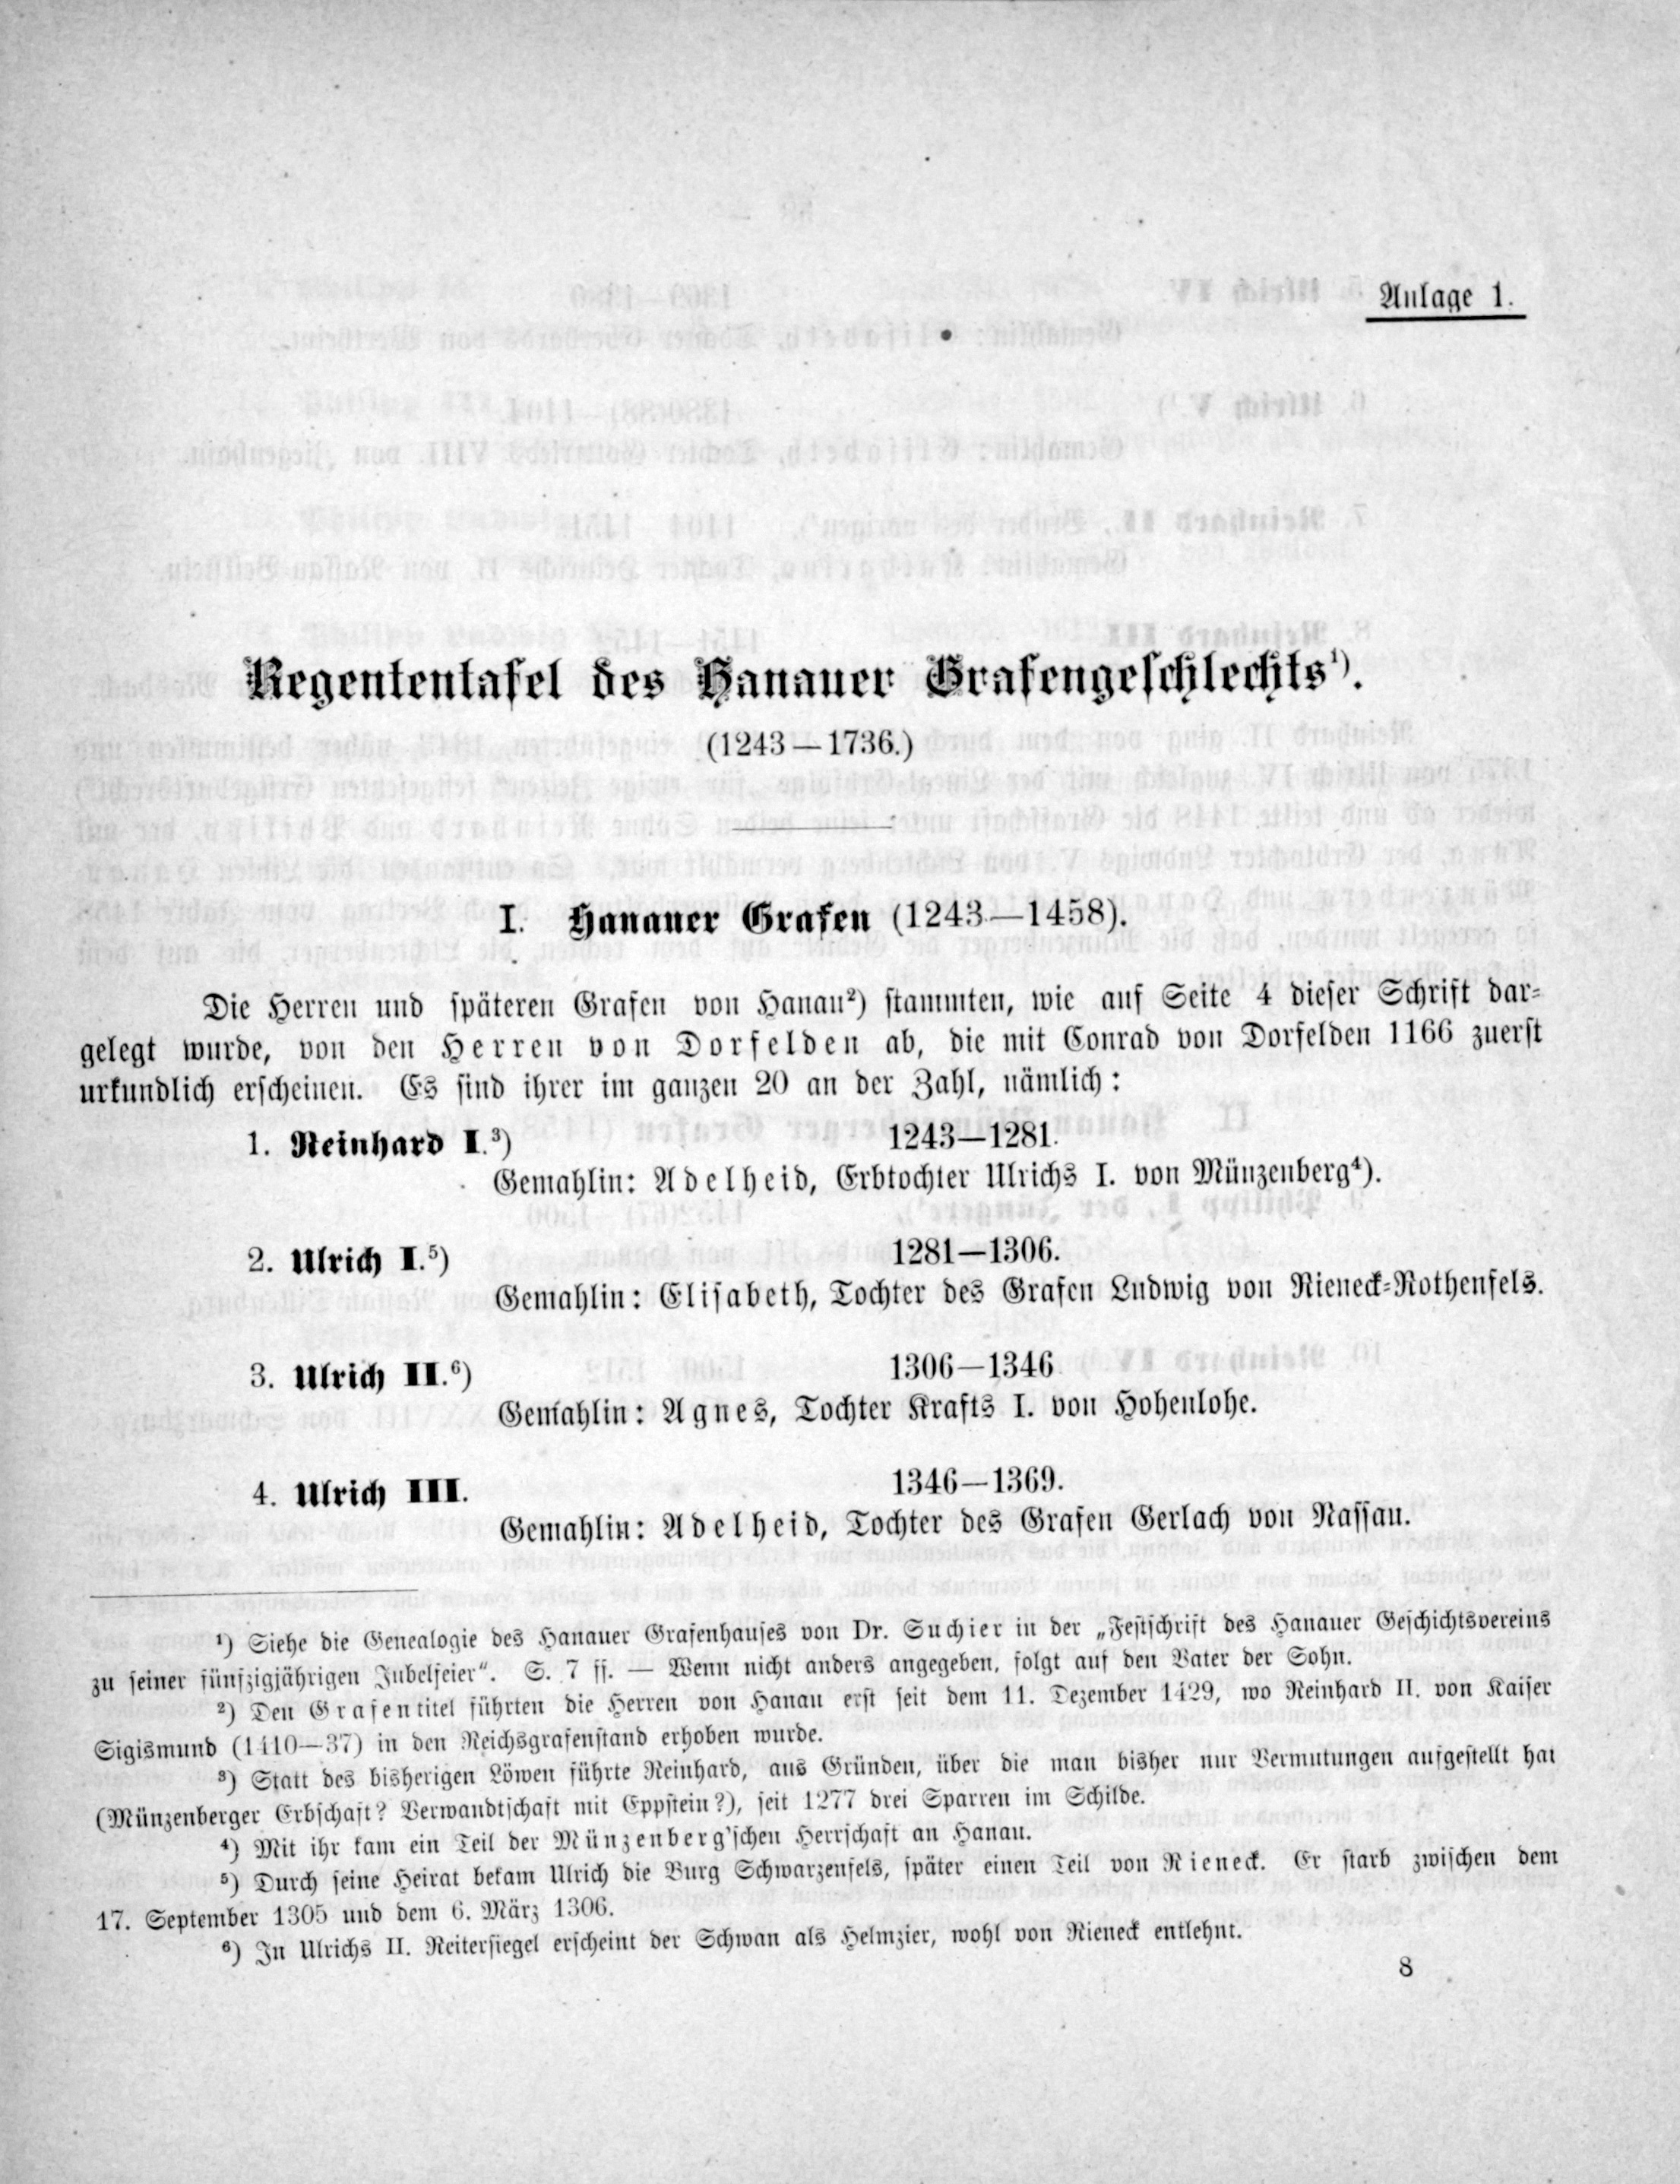 Anlage 1.
Regententafel des Hanauer Grafengeschlechts¹).
(1243—1736.)
I. Hanauer Grafen (1243—1458).
Die Herren und späteren Grafen von Hanau²) stammten, wie auf Seite 4 dieser Schrift dar-
gelegt wurde, von den Herren von Dorfelden ab, die mit Conrad von Dorfelden 1166 zuerst
urkundlich erscheinen. Es sind ihrer im ganzen 20 an der Zahl, nämlich:
1. Reinhard I.³) 1243—1281.
Gemahlin: Adelheid, Erbtochter Ulrichs I. von Münzenberg⁴).
2. Ulrich I.⁵) 1281—1306.
Gemahlin: Elisabeth, Tochter des Grafen Ludwig von Rieneck-Rothenfels.
3. Ulrich II.⁶) 1306—1346
Gemahlin: Agnes, Tochter Krafts I. von Hohenlohe.
4. Ulrich III. 1346—1369.
Gemahlin: Adelheid, Tochter des Grafen Gerlach von Nassau.
¹) Siehe die Genealogie des Hanauer Grafenhauses von Dr. Suchier in der „Festschrift des Hanauer Geschichtsvereins
zu seiner fünfzigjährigen Jubelfeier“. S. 7 ff. — Wenn nicht anders angegeben, folgt auf den Vater der Sohn.
²) Den Grafentitel führten die Herren von Hanau erst seit dem 11. Dezember 1429, wo Reinhard II. von Kaiser
Sigismund (1410—37) in den Reichsgrafenstand erhoben wurde.
³) Statt des bisherigen Löwen führte Reinhard, aus Gründen, über die man bisher nur Vermutungen aufgestellt hat
(Münzenberger Erbschaft? Verwandtschaft mit Eppstein?), seit 1277 drei Sparren im Schilde.
⁴) Mit ihr kam ein Teil der Münzenberg'schen Herrschaft an Hanau.
⁵) Durch seine Heirat bekam Ulrich die Burg Schwarzenfels, später einen Teil von Rieneck. Er starb zwischen dem
17. September 1305 und dem 6. März 1306.
⁶) In Ulrichs II. Reitersiegel erscheint der Schwan als Helmzier, wohl von Rieneck entlehnt.
8